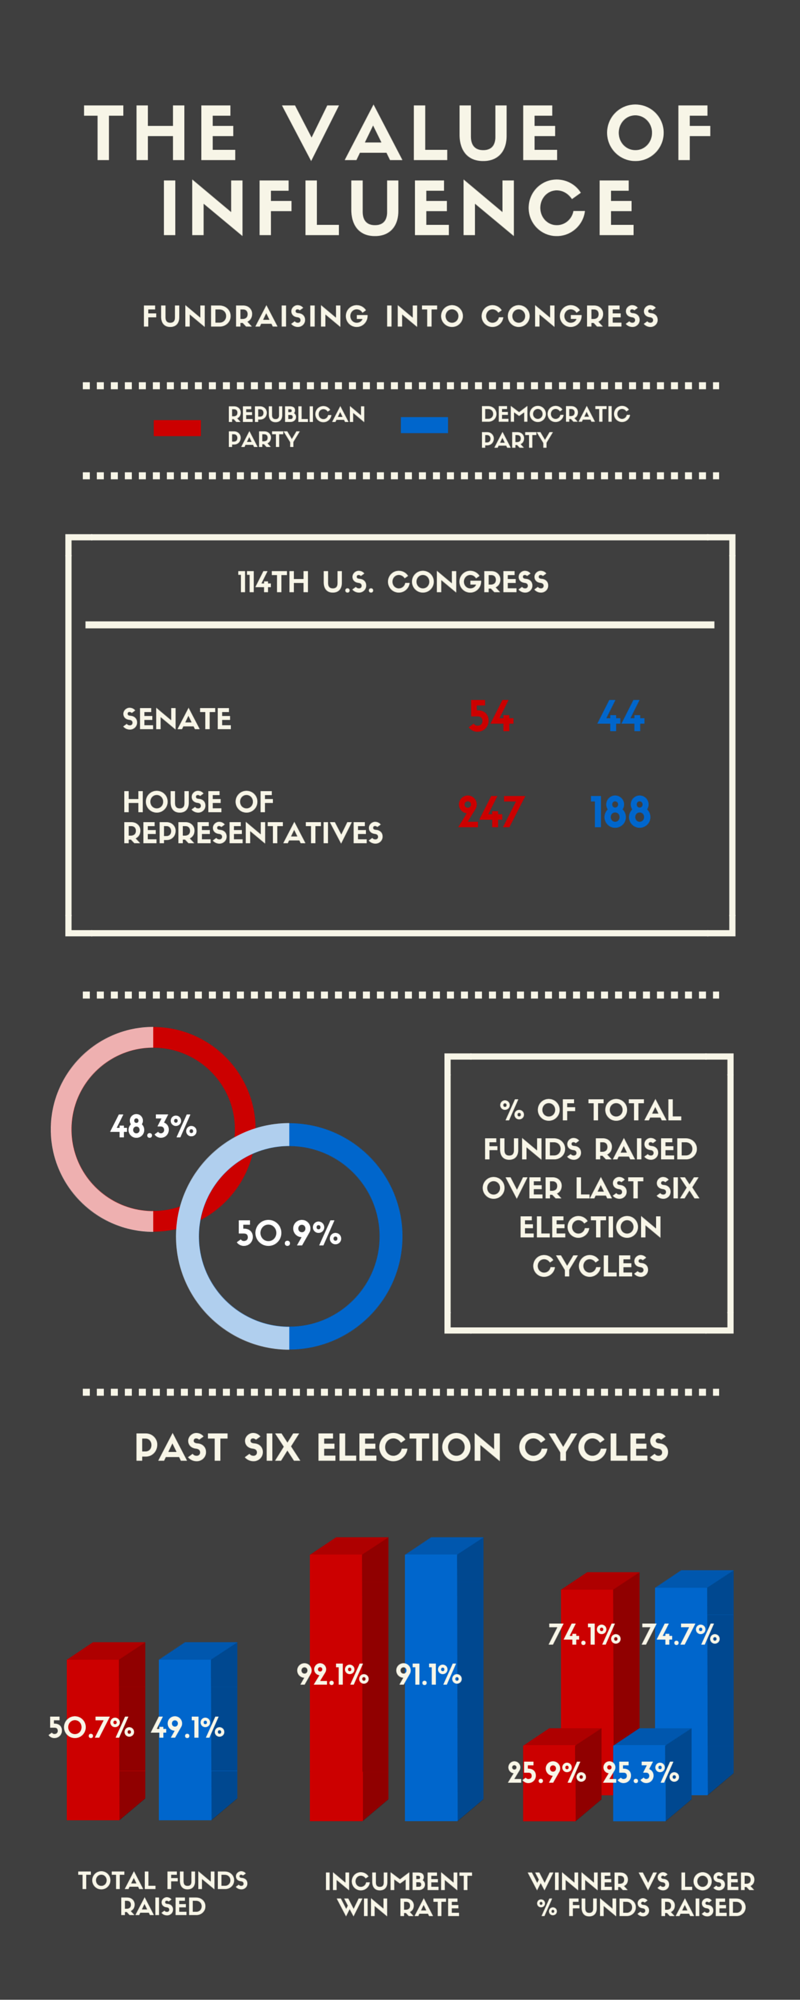 THE VALUE OF
INFLUENCE
FUNDRAISING INTO CONGRESS
REPUBLICAN
PARTY
DEMOCRATIC
PARTY
114TH U.S. CONGRESS
SENATE 54 44
HOUSE OF
REPRESENTATIVES 247 188
48.3%
50.9%
% OF TOTAL
FUNDS RAISED
OVER LAST SIX
ELECTION
CYCLES
PAST SIX ELECTION CYCLES
50.7% 49.1%
92.1% 91.1%
74.1% 74.7%
25.9% 25.3%
TOTAL FUNDS
RAISED
INCUMBENT
WIN RATE
WINNER VS LOSER
% FUNDS RAISED